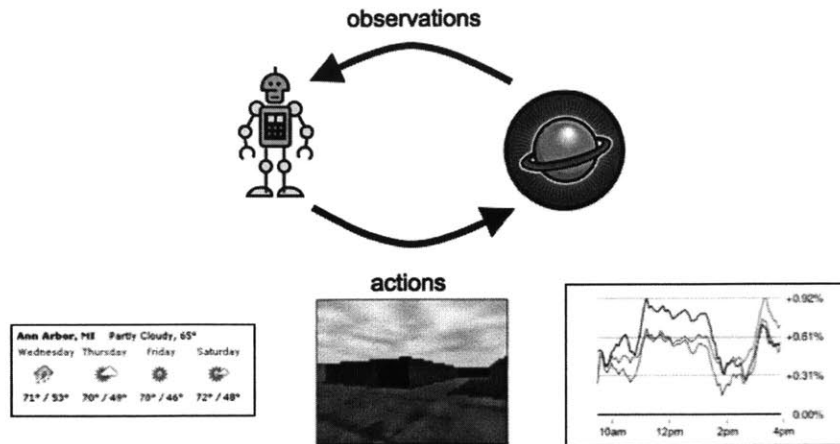 observations
actions
Ann Arbor, MI Partly Cloudy, 65°
Wednesday Thursday Friday Saturday
71° / 53° 70° / 49° 70° / 46° 72° / 48°
+0.92%
+0.61%
+0.31%
0.00%
10am 12pm 2pm 4pm